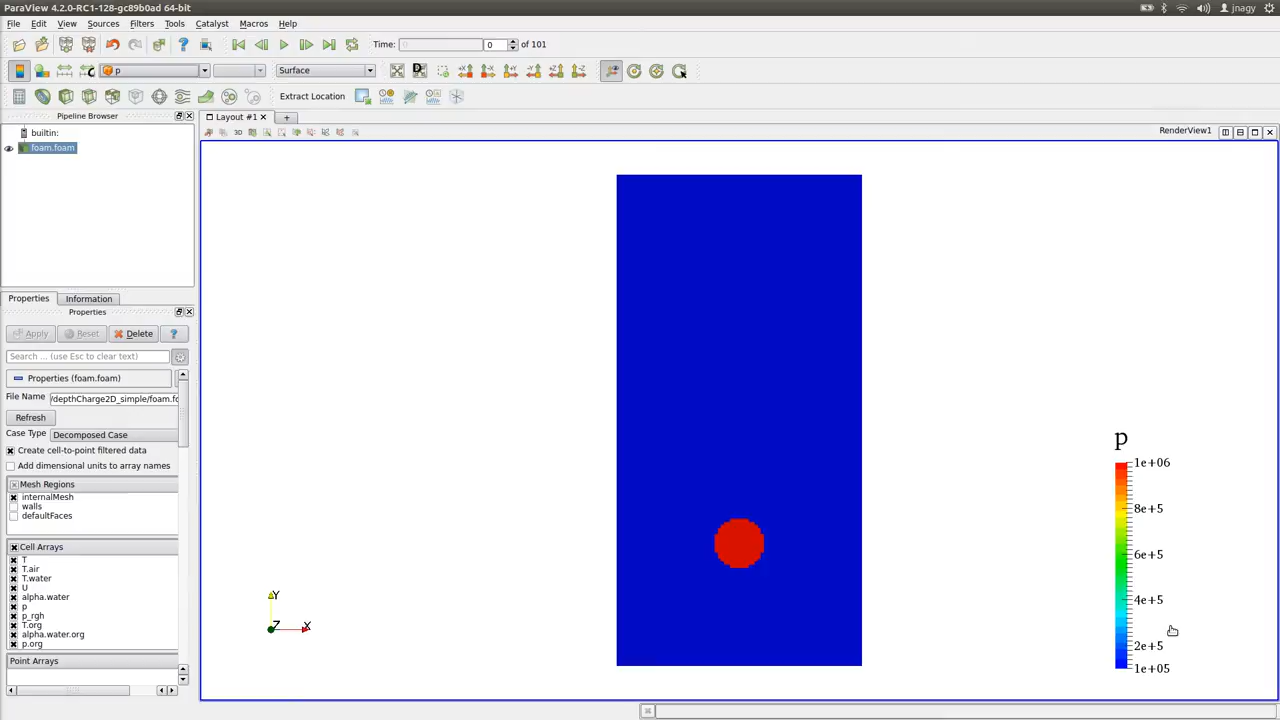 ParaView 4.2.0-RC1-128-gc89b0ad 64-bit
jnagy
File Edit View Sources Filters Tools Catalyst Macros Help
Time: 0 0 of 101
p Surface
Extract Location
Pipeline Browser
Layout #1
builtin:
foam.foam
3D
RenderView1
Properties Information
Properties
Apply Reset Delete ?
Search ... (use Esc to clear text)
Properties (foam.foam)
File Name /depthCharge2D_simple/foam.fo
Refresh
Case Type Decomposed Case
Create cell-to-point filtered data
Add dimensional units to array names
Mesh Regions
internalMesh
walls
defaultFaces
Cell Arrays
T
T.air
T.water
U
alpha.water
p
p_rgh
T.org
alpha.water.org
p.org
Point Arrays
Y
Z X
p
1e+06
8e+5
6e+5
4e+5
2e+5
1e+05